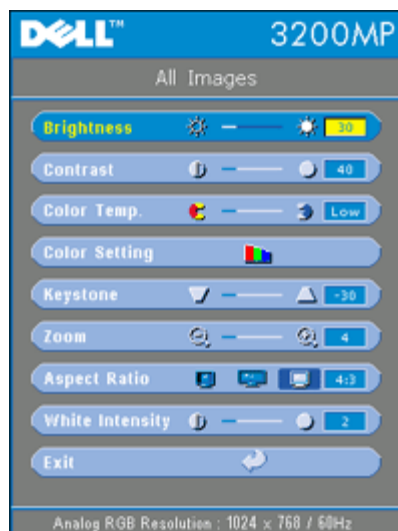 DELL™ 3200MP
All Images
Brightness 30
Contrast 40
Color Temp. Low
Color Setting
Keystone -30
Zoom 4
Aspect Ratio 4:3
White Intensity 2
Exit
Analog RGB Resolution : 1024 x 768 / 60Hz